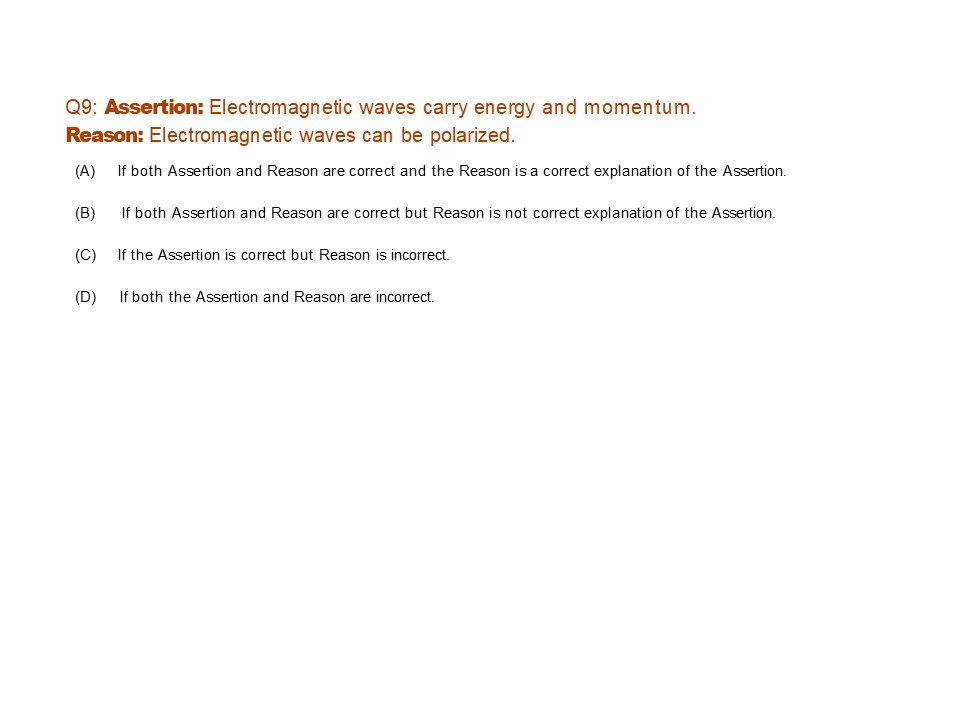 Q9: Assertion: Electromagnetic waves carry energy and momentum.
Reason: Electromagnetic waves can be polarized.
(A) If both Assertion and Reason are correct and the Reason is a correct explanation of the Assertion.
(B) If both Assertion and Reason are correct but Reason is not correct explanation of the Assertion.
(C) If the Assertion is correct but Reason is incorrect.
(D) If both the Assertion and Reason are incorrect.